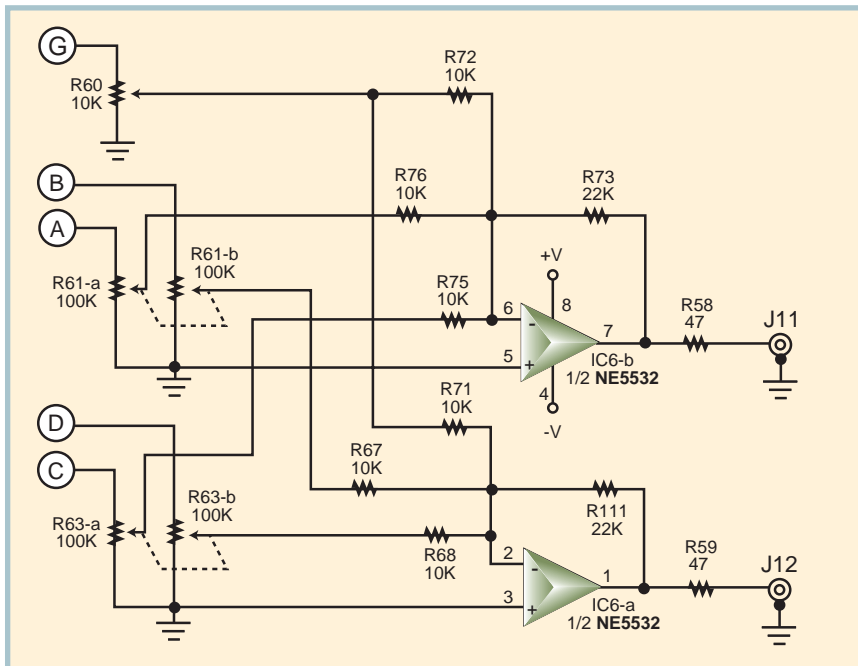 G
R60
10K
R72
10K
B
A
R76
10K
R73
22K
R61-a
100K
R61-b
100K
+V
8
R75
10K
6
-
7
R58
47
J11
5
+
IC6-b
1/2 NE5532
4
-V
D
C
R71
10K
R67
10K
R63-a
100K
R63-b
100K
R111
22K
R68
10K
2
-
1
R59
47
J12
3
+
IC6-a
1/2 NE5532